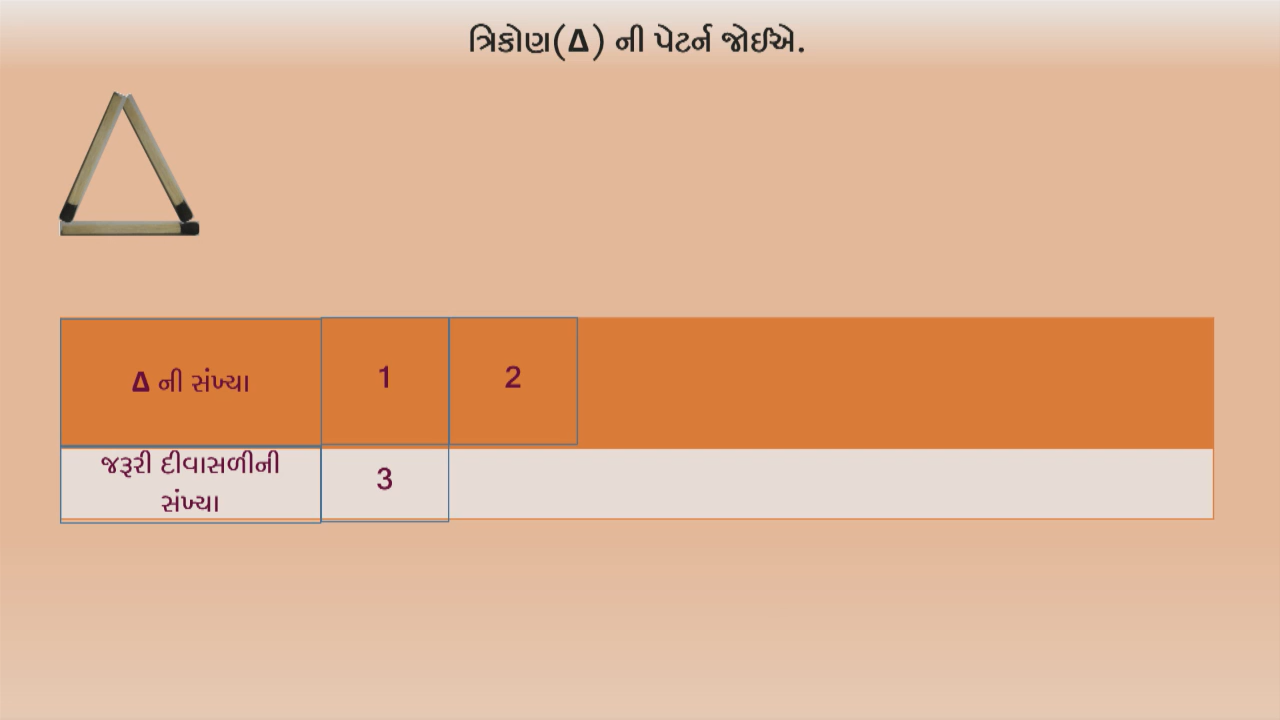 ત્રિકોણ(Δ) ની પેટર્ન જોઈએ.
Δ ની સંખ્યા 1 2
જરૂરી દીવાસળીની
સંખ્યા 3